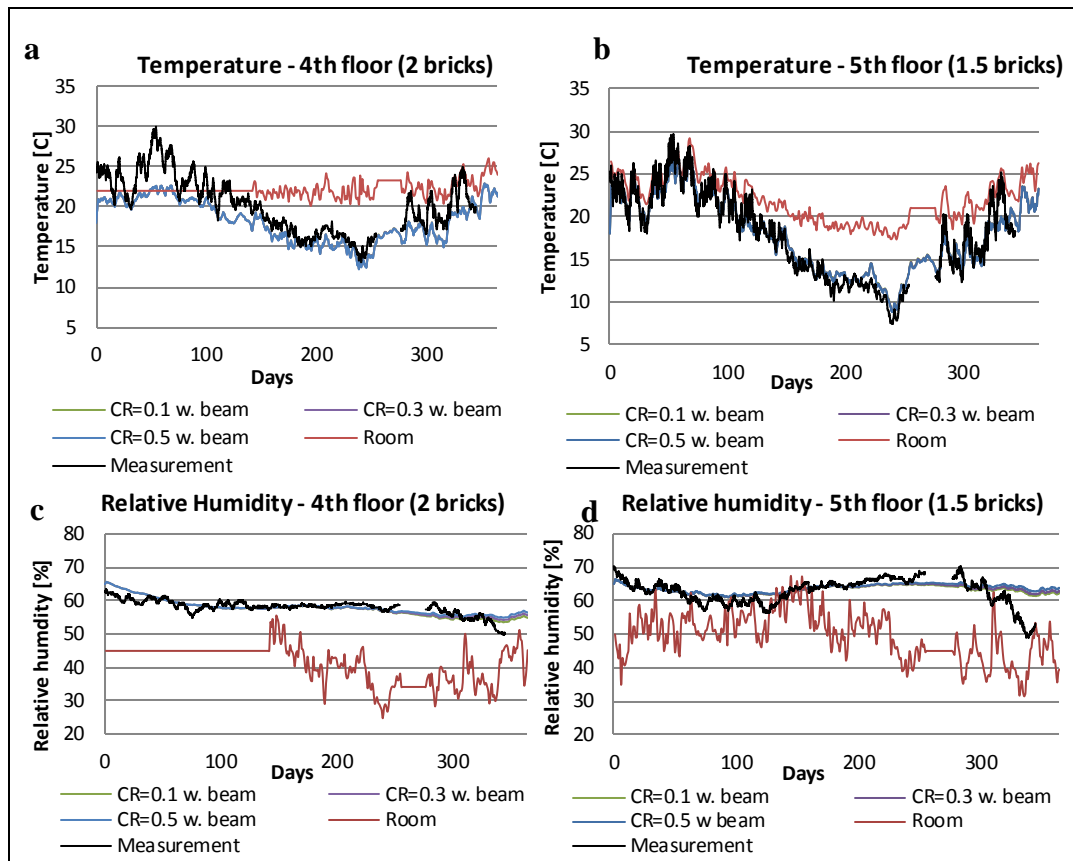 a
Temperature - 4th floor (2 bricks)
35
30
25
20
15
10
5
Temperature [C]
0 100 200 300
Days
CR=0.1 w. beam CR=0.3 w. beam
CR=0.5 w. beam Room
Measurement
b
Temperature - 5th floor (1.5 bricks)
35
30
25
20
15
10
5
Temperature [C]
0 100 200 300
Days
CR=0.1 w. beam CR=0.3 w. beam
CR=0.5 w. beam Room
Measurement
c
Relative Humidity - 4th floor (2 bricks)
80
70
60
50
40
30
20
Relative humdity [%]
0 100 200 300
Days
CR=0.1 w. beam CR=0.3 w. beam
CR=0.5 w. beam Room
Measurement
d
Relative humidity - 5th floor (1.5 bricks)
80
70
60
50
40
30
20
Relative humdity [%]
0 100 200 300
Days
CR=0.1 w. beam CR=0.3 w. beam
CR=0.5 w beam Room
Measurement